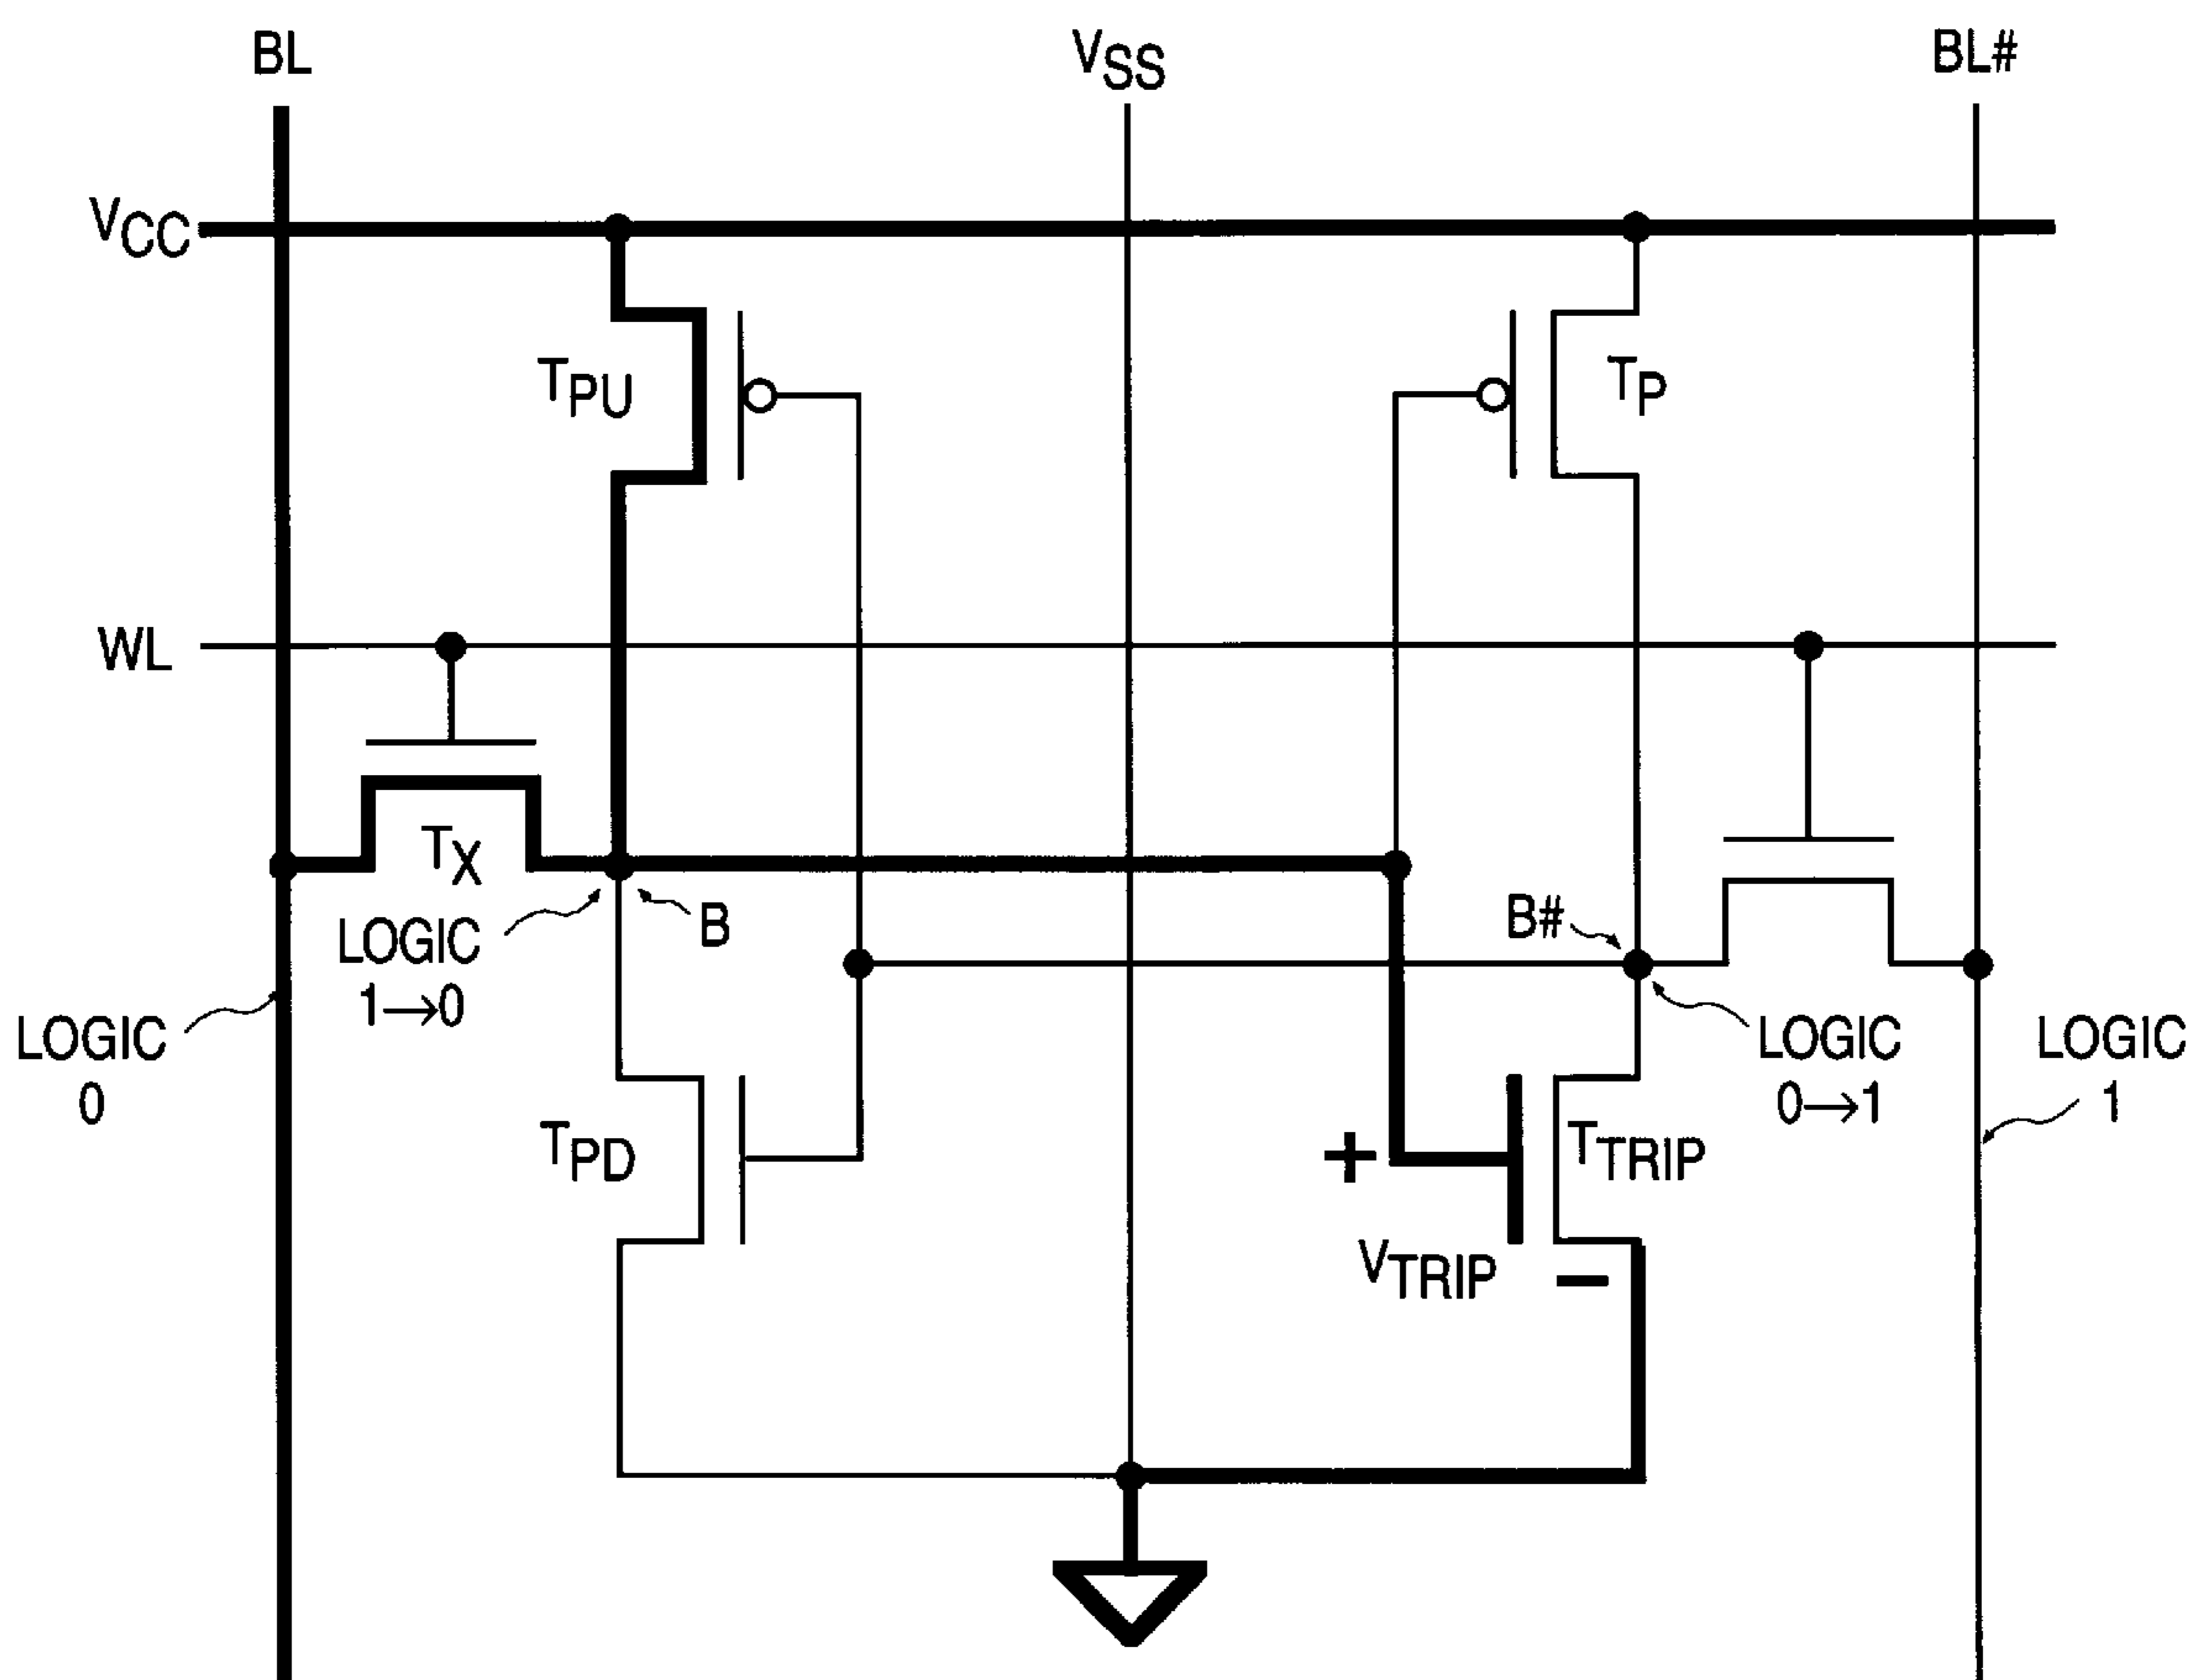 BL
VSS
BL#
VCC
TPU
TP
WL
TX
B
B#
LOGIC
1→0
LOGIC
0
LOGIC
0→1
LOGIC
1
TPD
+
TTRIP
VTRIP
−